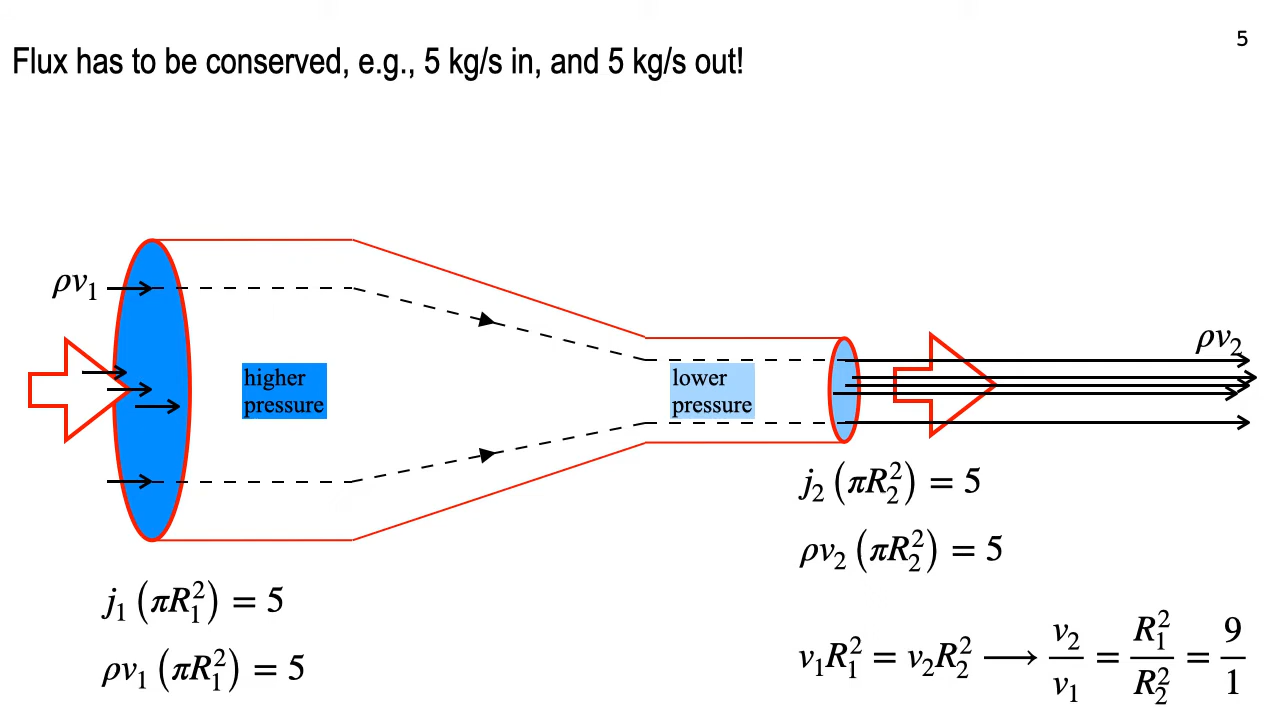 5
Flux has to be conserved, e.g., 5 kg/s in, and 5 kg/s out!
ρv₁
higher
pressure
lower
pressure
ρv₂
j₂ (πR₂²) = 5
ρv₂ (πR₂²) = 5
j₁ (πR₁²) = 5
ρv₁ (πR₁²) = 5
v₁R₁² = v₂R₂² ⟶ v₂/v₁ = R₁²/R₂² = 9/1